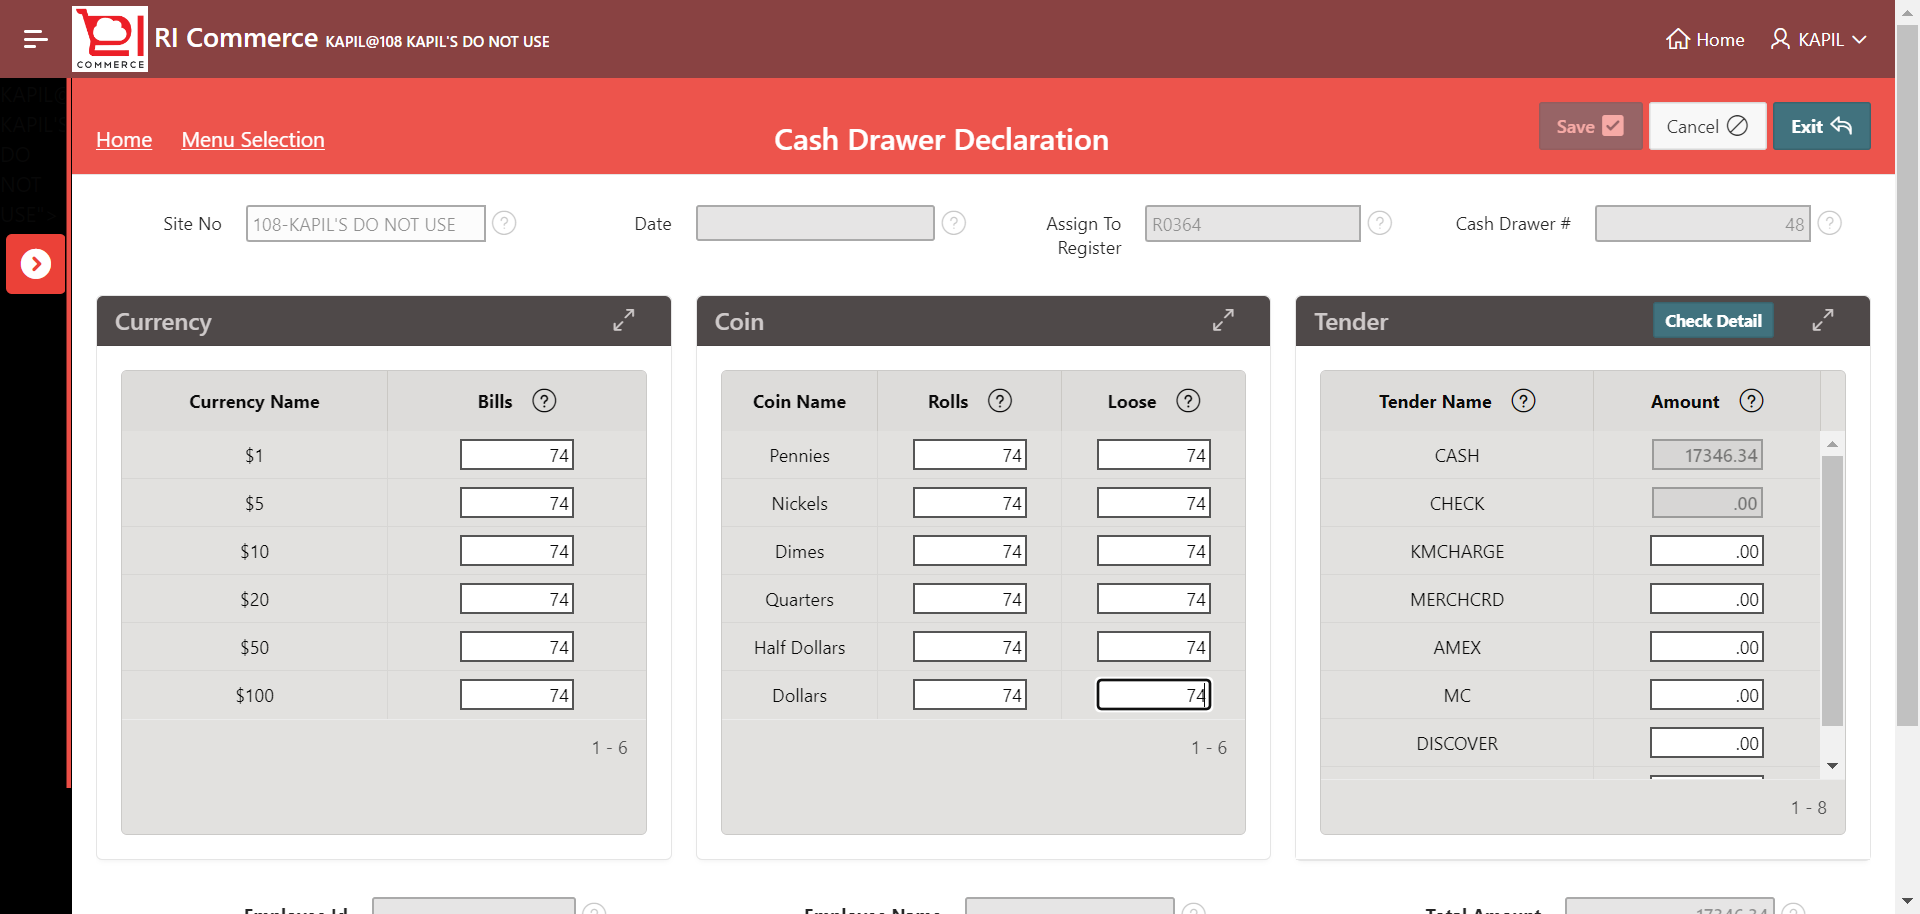 COMMERCE
RI Commerce KAPIL@108 KAPIL'S DO NOT USE
Home KAPIL
KAPIL@
KAPIL'S
DO
NOT
USE
Home Menu Selection Cash Drawer Declaration Save Cancel Exit
Site No 108-KAPIL'S DO NOT USE ? Date ? Assign To Register R0364 ? Cash Drawer # 48 ?
Currency
Currency Name Bills ?
$1 74
$5 74
$10 74
$20 74
$50 74
$100 74
1 - 6
Coin
Coin Name Rolls ? Loose ?
Pennies 74 74
Nickels 74 74
Dimes 74 74
Quarters 74 74
Half Dollars 74 74
Dollars 74 74
1 - 6
Tender Check Detail
Tender Name ? Amount ?
CASH 17346.34
CHECK .00
KMCHARGE .00
MERCHCRD .00
AMEX .00
MC .00
DISCOVER .00
1 - 8
Employee Id ? Employee Name ? Total Amount 17346.34 ?